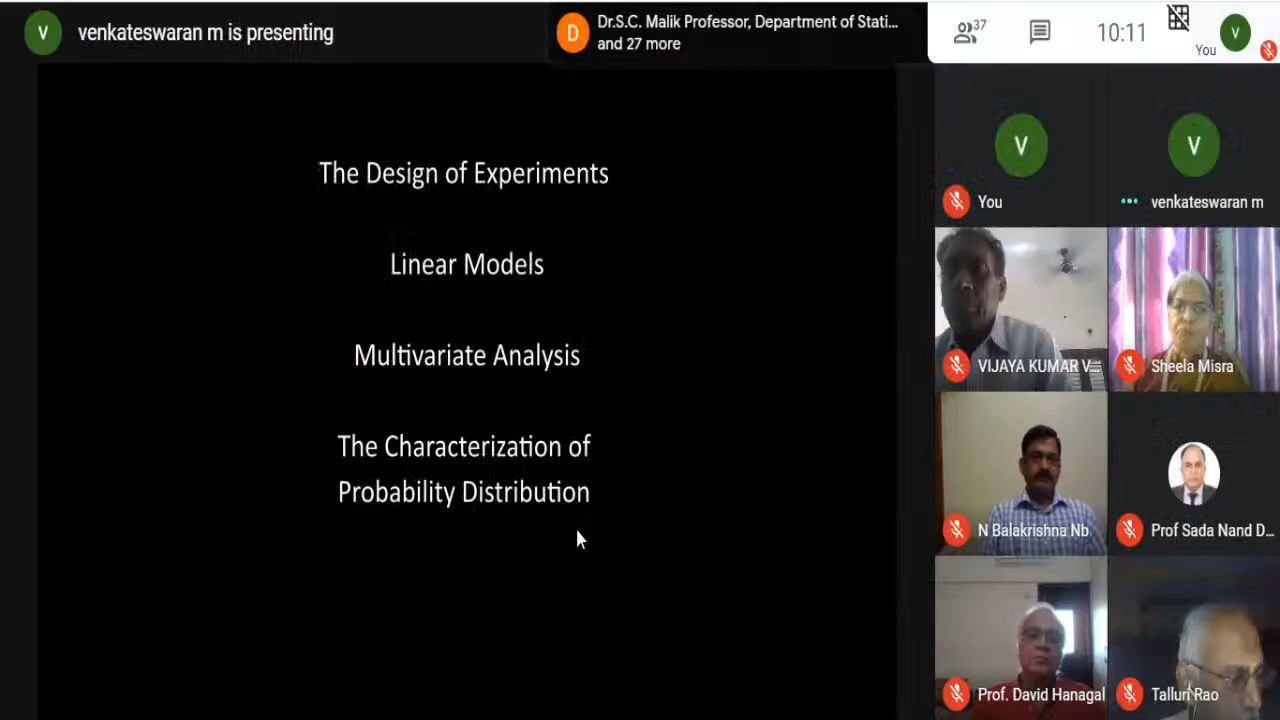 V
venkateswaran m is presenting
D
Dr.S.C. Malik Professor, Department of Stati...
and 27 more
37
10:11
You
V
The Design of Experiments
Linear Models
Multivariate Analysis
The Characterization of
Probability Distribution
V
You
V
venkateswaran m
VIJAYA KUMAR V...
Sheela Misra
N Balakrishna Nb
Prof Sada Nand D...
Prof. David Hanagal
Talluri Rao